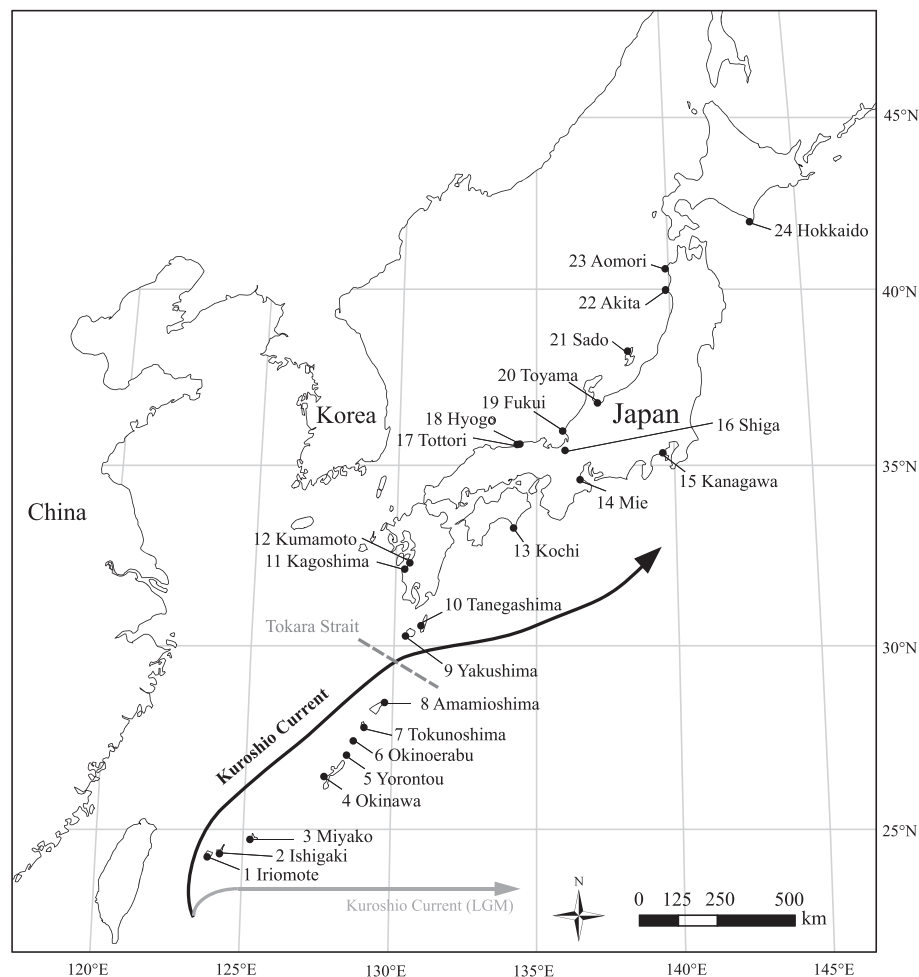 45°N
24 Hokkaido
23 Aomori
40°N
22 Akita
21 Sado
20 Toyama
19 Fukui
Japan
18 Hyogo
Korea
16 Shiga
17 Tottori
35°N
15 Kanagawa
14 Mie
China
12 Kumamoto
13 Kochi
11 Kagoshima
10 Tanegashima
Tokara Strait
30°N
9 Yakushima
8 Amamioshima
Kuroshio Current
7 Tokunoshima
6 Okinoerabu
5 Yorontou
4 Okinawa
25°N
3 Miyako
2 Ishigaki
1 Iriomote
N
0 125 250 500
km
Kuroshio Current (LGM)
120°E 125°E 130°E 135°E 140°E 145°E